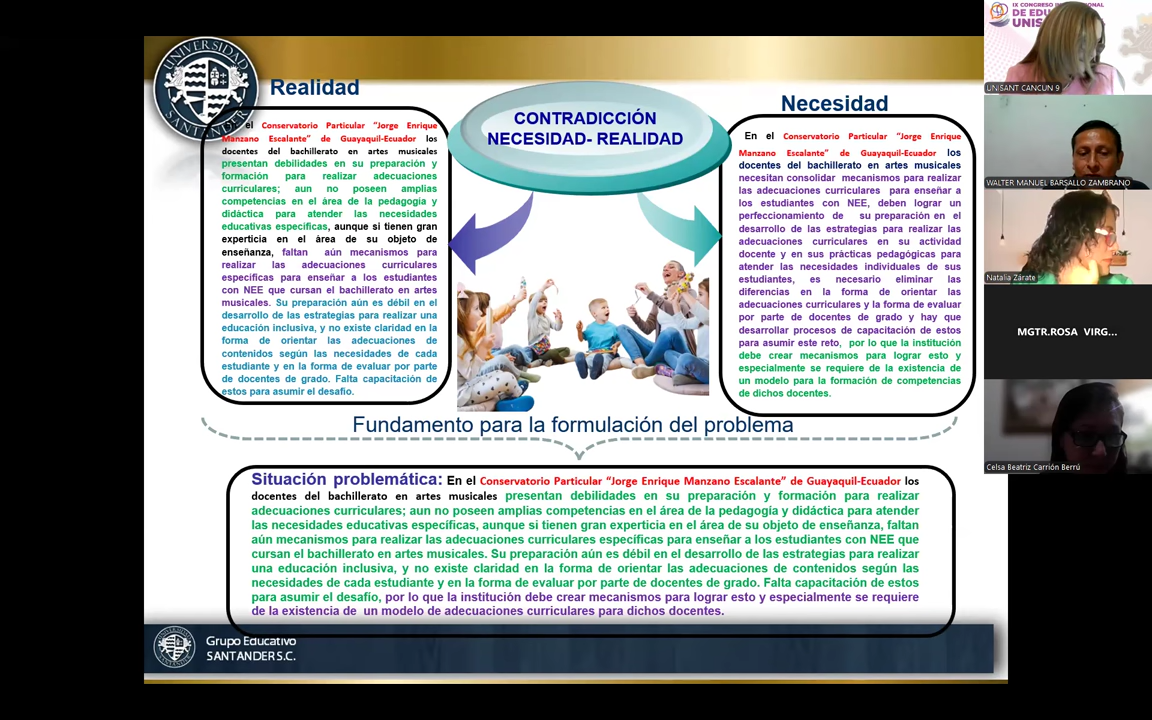 UNIVERSIDAD
Realidad
el Conservatorio Particular “Jorge Enrique
Manzano Escalante” de Guayaquil-Ecuador los
docentes del bachillerato en artes musicales
presentan debilidades en su preparación y
formación para realizar adecuaciones
curriculares; aun no poseen amplias
competencias en el área de la pedagogía y
didáctica para atender las necesidades
educativas específicas, aunque si tienen gran
experticia en el área de su objeto de
enseñanza, faltan aún mecanismos para
realizar las adecuaciones curriculares
específicas para enseñar a los estudiantes
con NEE que cursan el bachillerato en artes
musicales. Su preparación aún es débil en el
desarrollo de las estrategias para realizar una
educación inclusiva, y no existe claridad en la
forma de orientar las adecuaciones de
contenidos según las necesidades de cada
estudiante y en la forma de evaluar por parte
de docentes de grado. Falta capacitación de
estos para asumir el desafío.
CONTRADICCIÓN
NECESIDAD- REALIDAD
Necesidad
En el Conservatorio Particular “Jorge Enrique
Manzano Escalante” de Guayaquil-Ecuador los
docentes del bachillerato en artes musicales
necesitan consolidar mecanismos para realizar
las adecuaciones curriculares para enseñar a
los estudiantes con NEE, deben lograr un
perfeccionamiento de su preparación en el
desarrollo de las estrategias para realizar las
adecuaciones curriculares en su actividad
docente y en sus pràcticas pedagógicas para
atender las necesidades individuales de sus
estudiantes, es necesario eliminar las
diferencias en la forma de orientar las
adecuaciones curriculares y la forma de evaluar
por parte de docentes de grado y hay que
desarrollar procesos de capacitación de estos
para asumir este reto, por lo que la institución
debe crear mecanismos para lograr esto y
especialmente se requiere de la existencia de
un modelo para la formación de competencias
de dichos docentes.
Fundamento para la formulación del problema
Situación problemática: En el Conservatorio Particular “Jorge Enrique Manzano Escalante” de Guayaquil-Ecuador los
docentes del bachillerato en artes musicales presentan debilidades en su preparación y formación para realizar
adecuaciones curriculares; aun no poseen amplias competencias en el área de la pedagogía y didáctica para atender
las necesidades educativas específicas, aunque si tienen gran experticia en el área de su objeto de enseñanza, faltan
aún mecanismos para realizar las adecuaciones curriculares específicas para enseñar a los estudiantes con NEE que
cursan el bachillerato en artes musicales. Su preparación aún es débil en el desarrollo de las estrategias para realizar
una educación inclusiva, y no existe claridad en la forma de orientar las adecuaciones de contenidos según las
necesidades de cada estudiante y en la forma de evaluar por parte de docentes de grado. Falta capacitación de estos
para asumir el desafío, por lo que la institución debe crear mecanismos para lograr esto y especialmente se requiere
de la existencia de un modelo de adecuaciones curriculares para dichos docentes.
Grupo Educativo
SANTANDER S.C.
IX CONGRESO
DE EDU
UNIS
UNISANT CANCUN 9
WALTER MANUEL BARSALLO ZAMBRANO
Natalia Zárate
MGTR.ROSA VIRG...
Celsa Beatriz Carrión Berrú